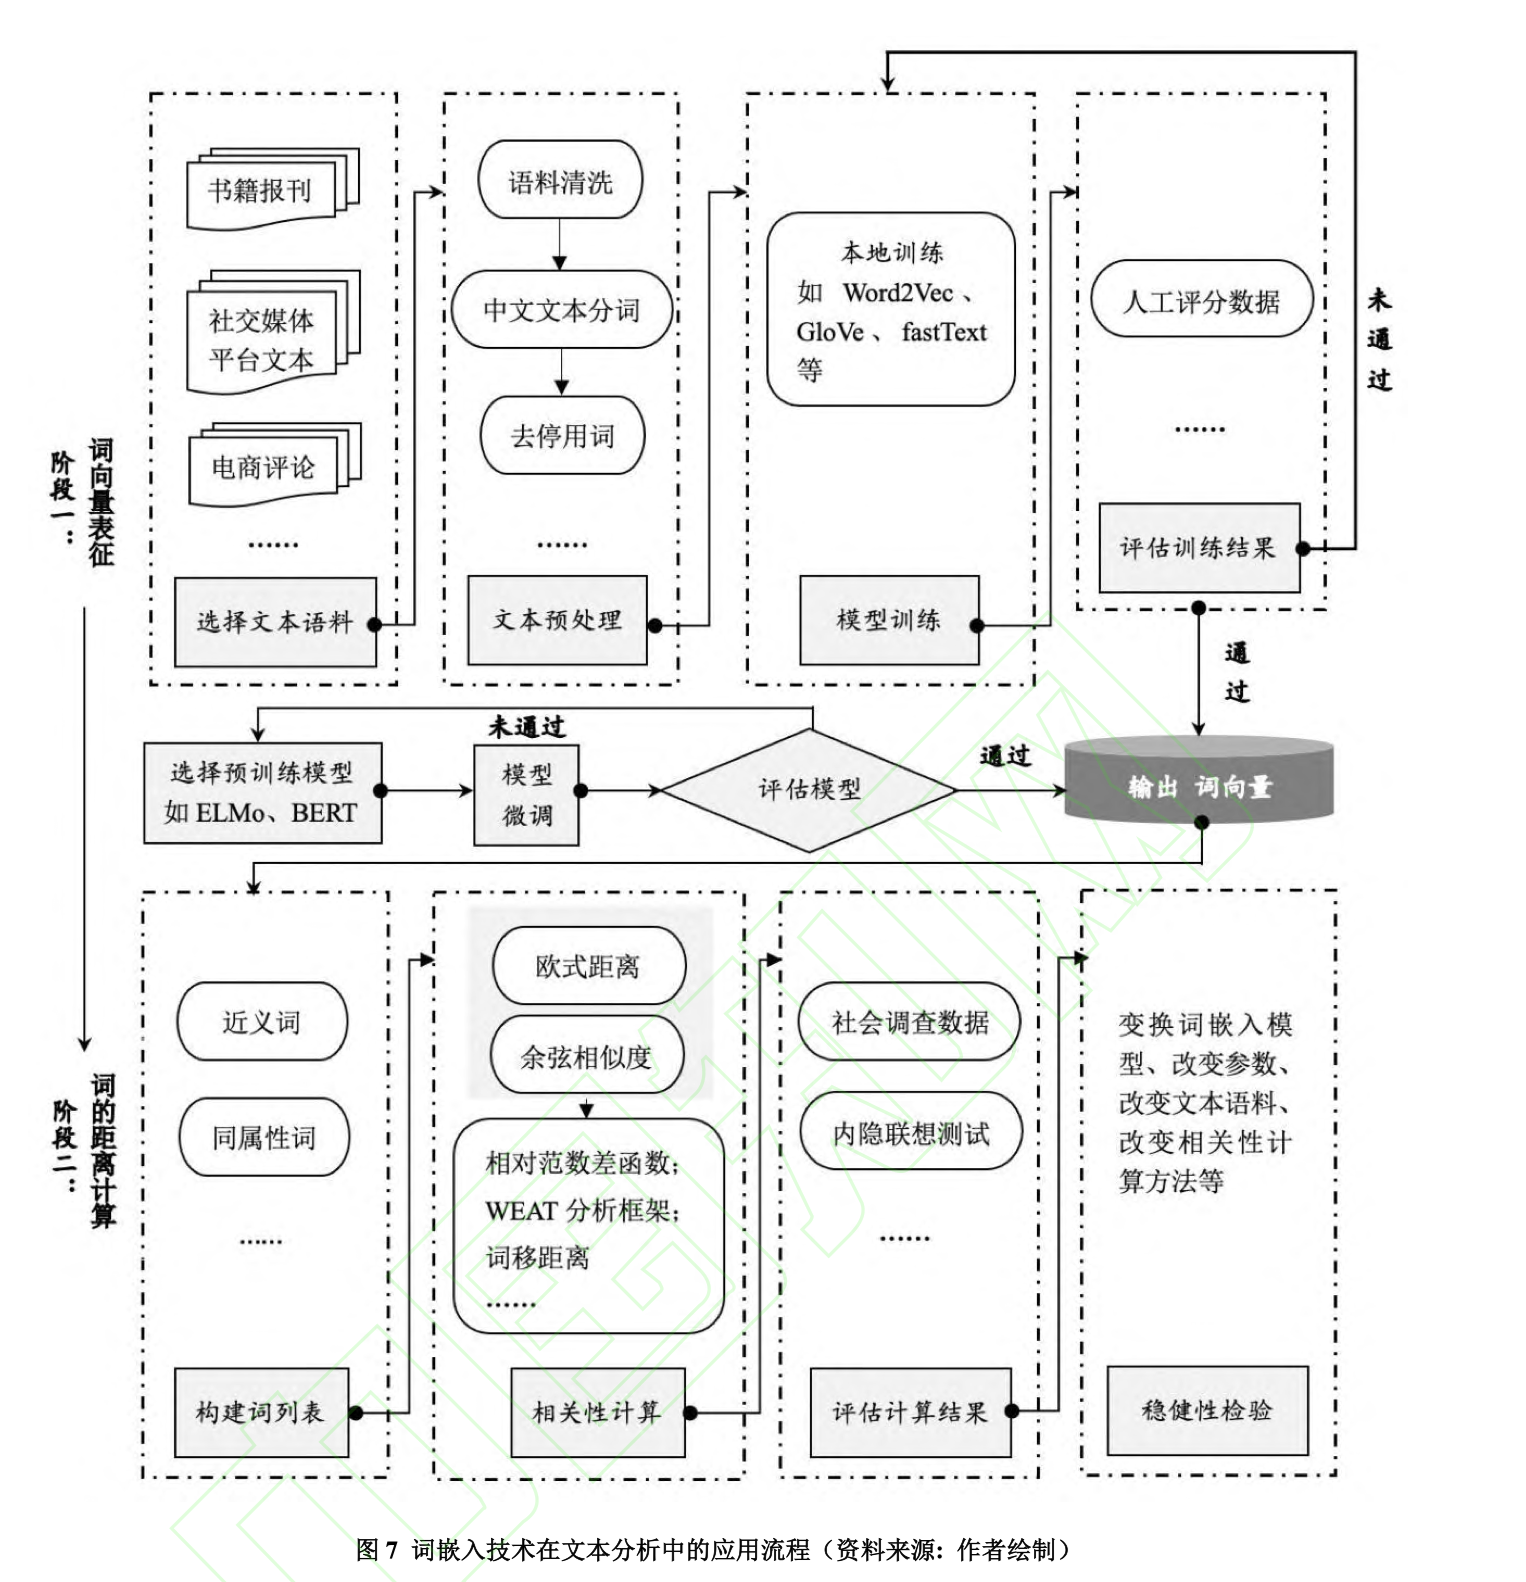 阶段一：
词向量表征
书籍报刊
社交媒体
平台文本
电商评论
……
选择文本语料
语料清洗
中文文本分词
去停用词
……
文本预处理
本地训练
如 Word2Vec、
GloVe、fastText
等
模型训练
人工评分数据
……
评估训练结果
未通过
通过
选择预训练模型
如 ELMo、BERT
未通过
模型
微调
评估模型
通过
输出 词向量
阶段二：
词的距离计算
近义词
同属性词
……
构建词列表
欧式距离
余弦相似度
相对范数差函数；
WEAT 分析框架；
词移距离
……
相关性计算
社会调查数据
内隐联想测试
……
评估计算结果
变换词嵌入模
型、改变参数、
改变文本语料、
改变相关性计
算方法等
稳健性检验
图 7 词嵌入技术在文本分析中的应用流程（资料来源：作者绘制）